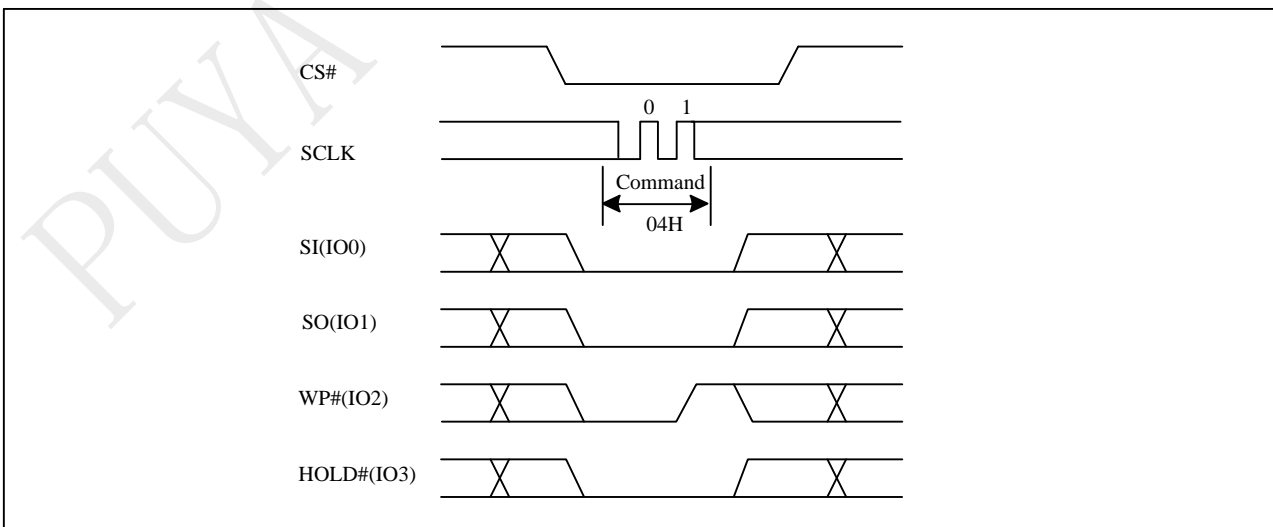 PUYA
CS#
0 1
SCLK
Command
04H
SI(IO0)
SO(IO1)
WP#(IO2)
HOLD#(IO3)